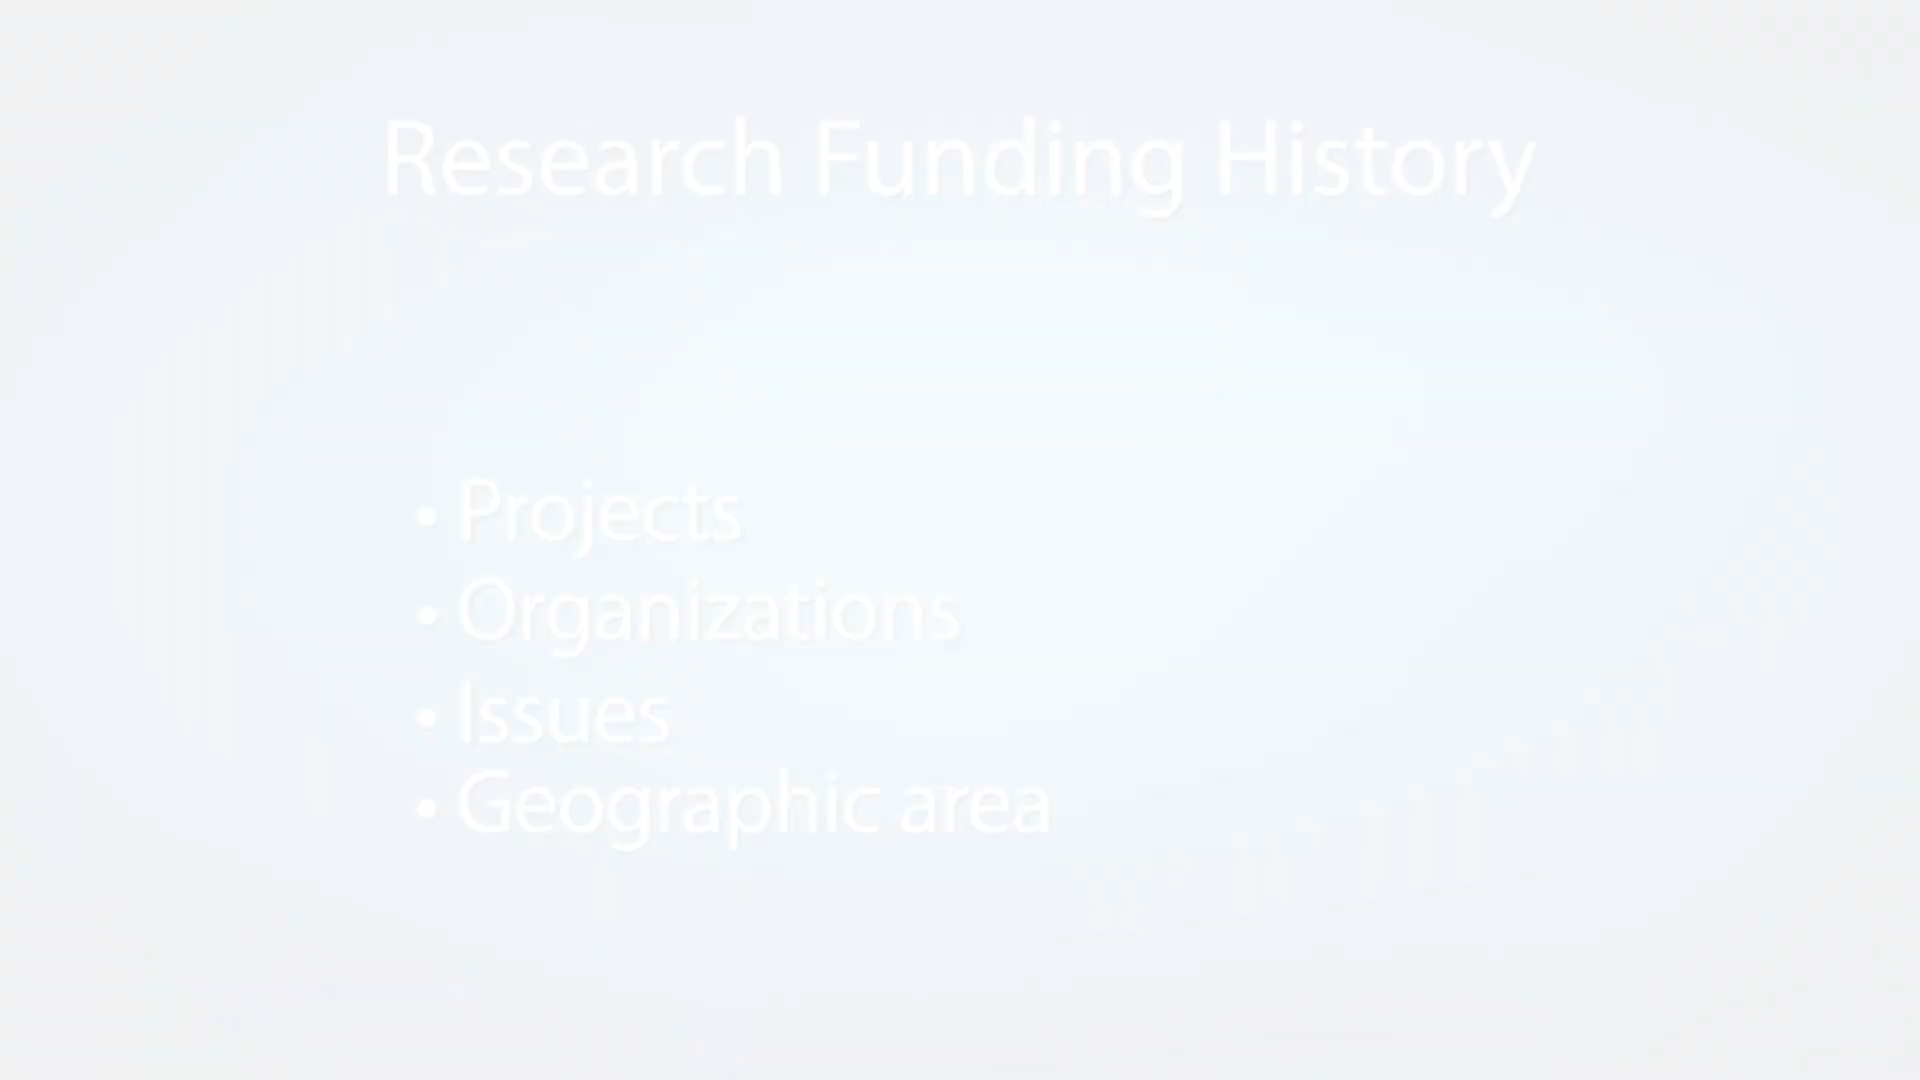 Research Funding History
• Projects
• Organizations
• Issues
• Geographic area